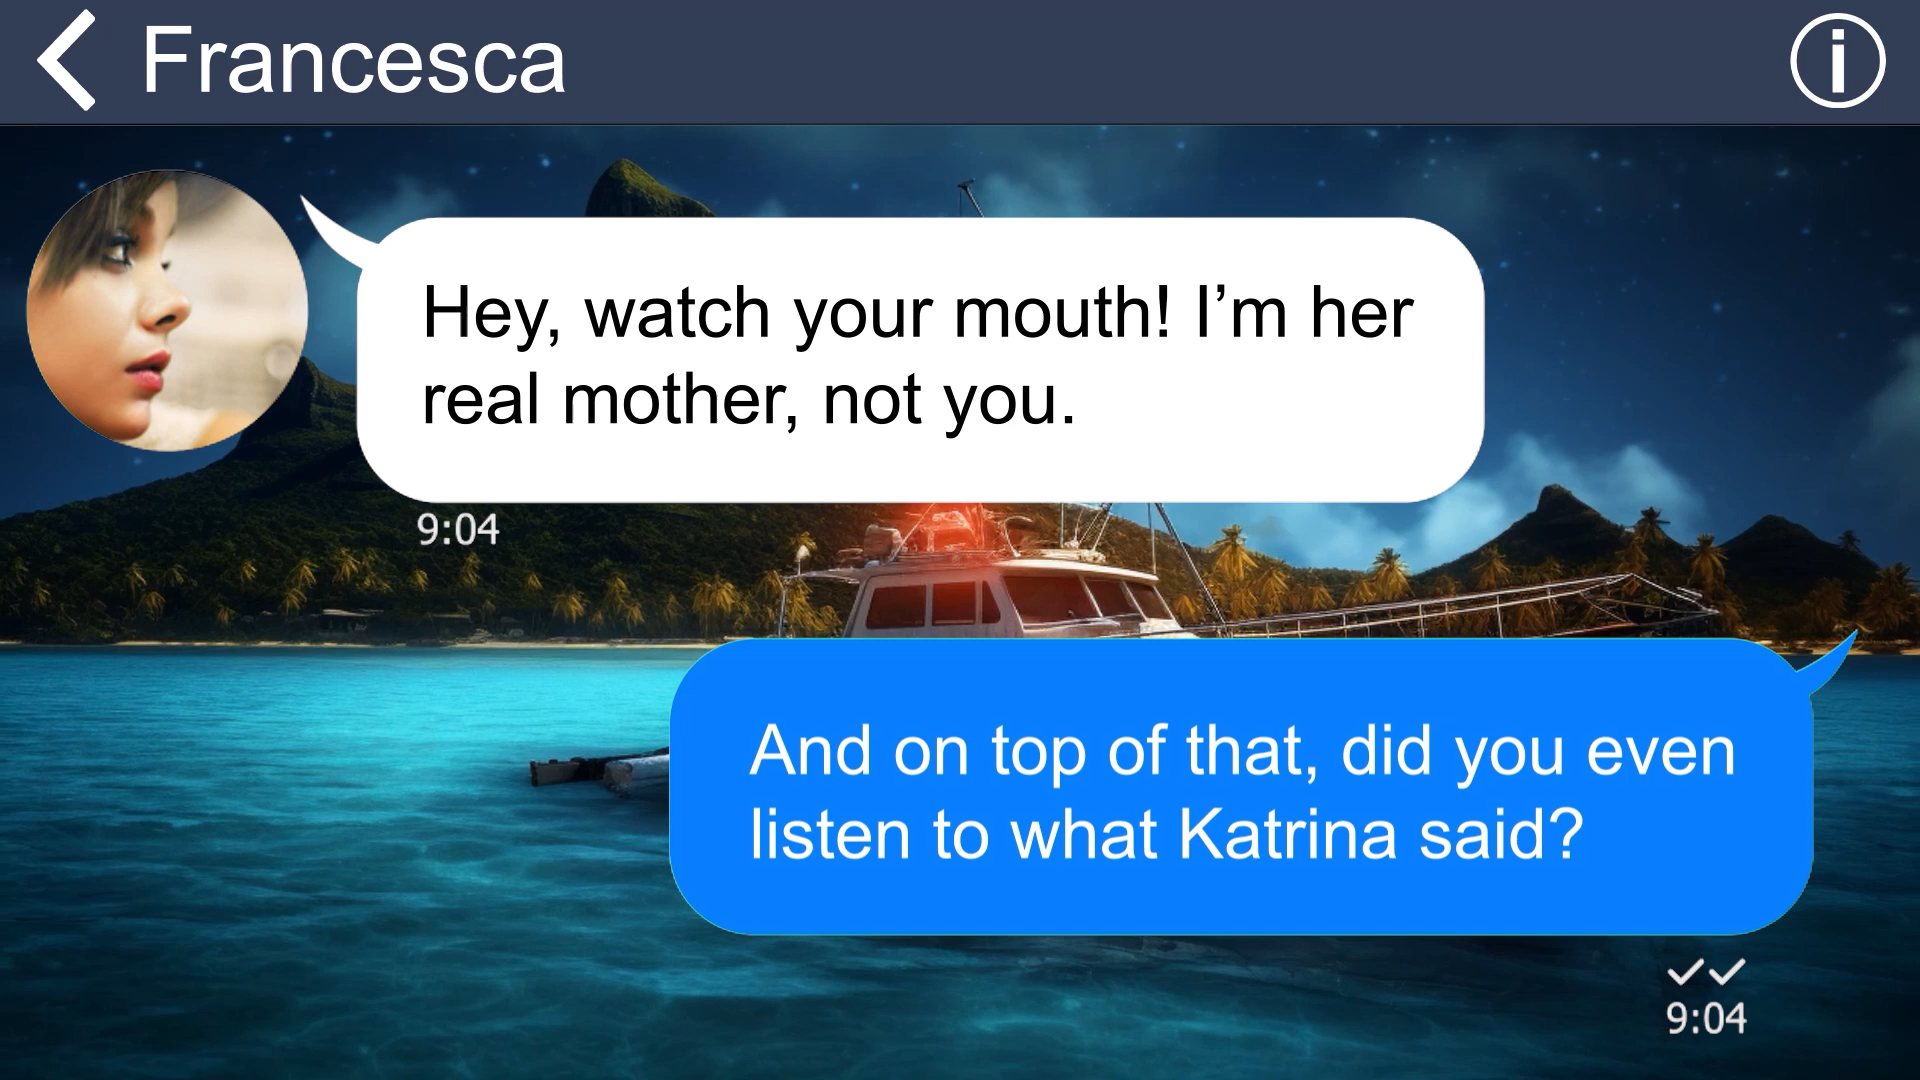 Francesca
Hey, watch your mouth! I’m her
real mother, not you.
9:04
And on top of that, did you even
listen to what Katrina said?
9:04